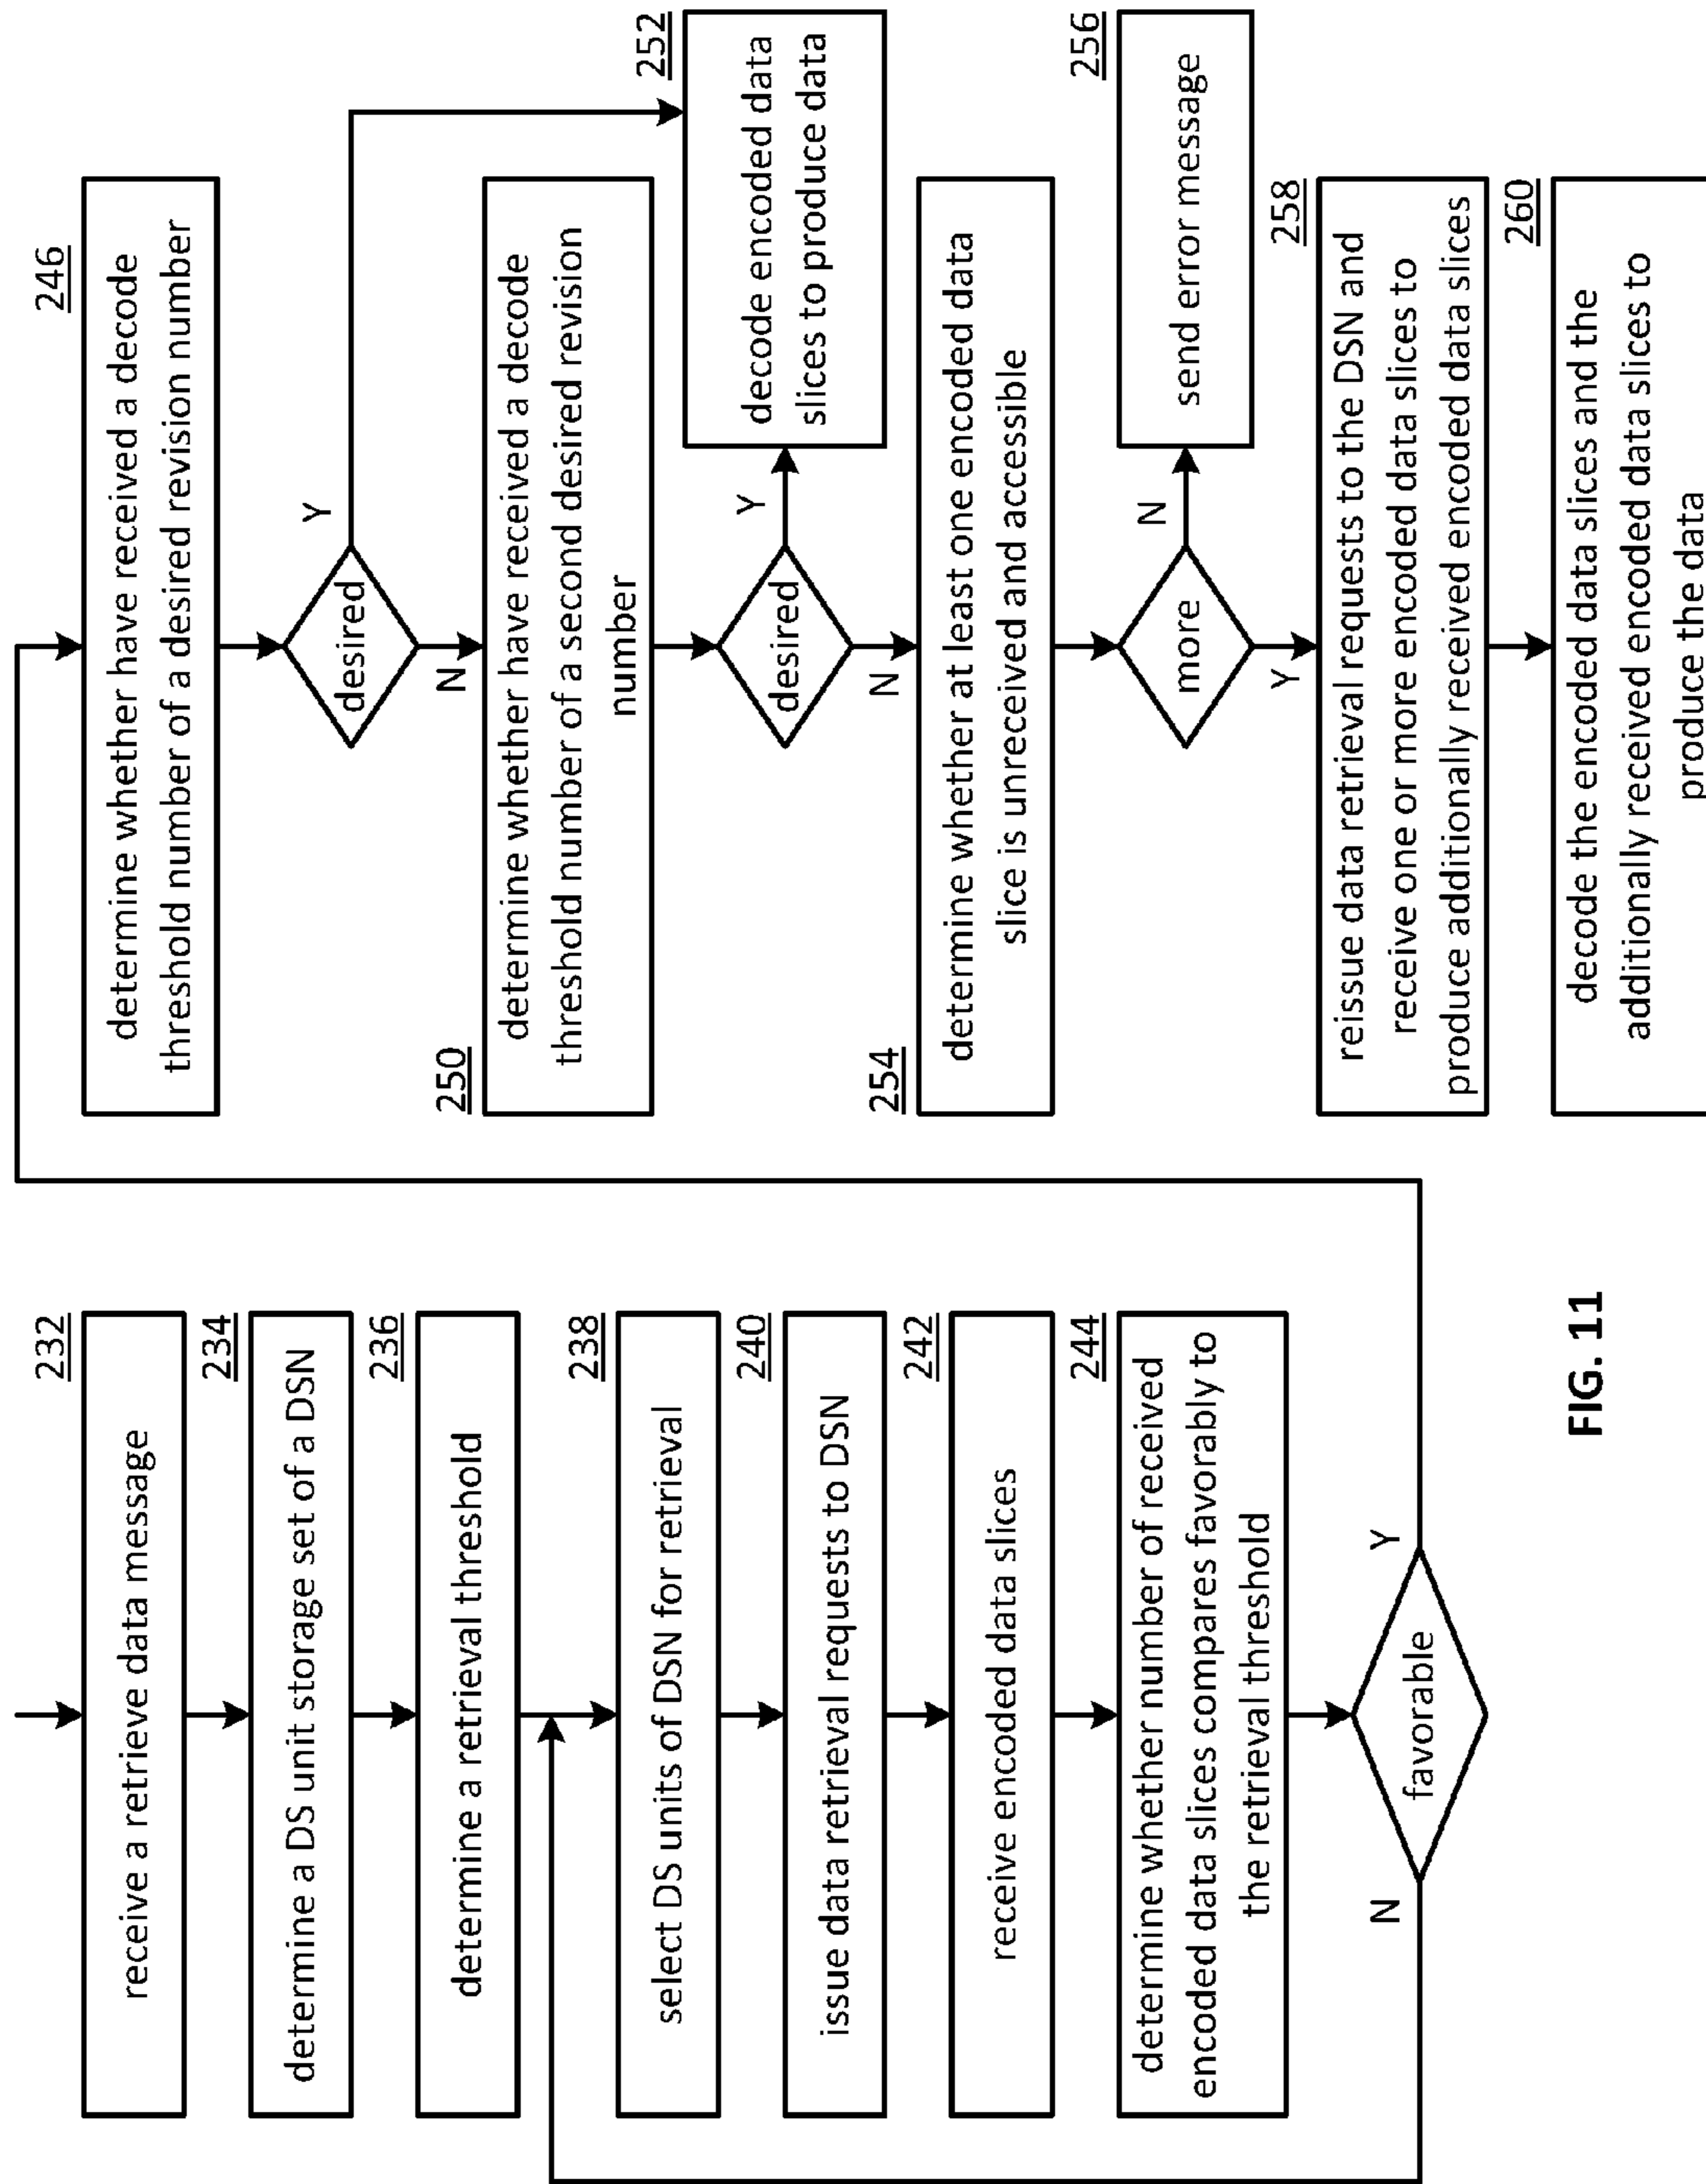 232
receive a retrieve data message
234
determine a DS unit storage set of a DSN
236
determine a retrieval threshold
238
select DS units of DSN for retrieval
240
issue data retrieval requests to DSN
242
receive encoded data slices
244
determine whether number of received
encoded data slices compares favorably to
the retrieval threshold
favorable
N
Y
246
determine whether have received a decode
threshold number of a desired revision number
desired
Y
N
250
determine whether have received a decode
threshold number of a second desired revision
number
desired
Y
N
252
decode encoded data
slices to produce data
254
determine whether at least one encoded data
slice is unreceived and accessible
more
N
Y
256
send error message
258
reissue data retrieval requests to the DSN and
receive one or more encoded data slices to
produce additionally received encoded data slices
260
decode the encoded data slices and the
additionally received encoded data slices to
produce the data
FIG. 11